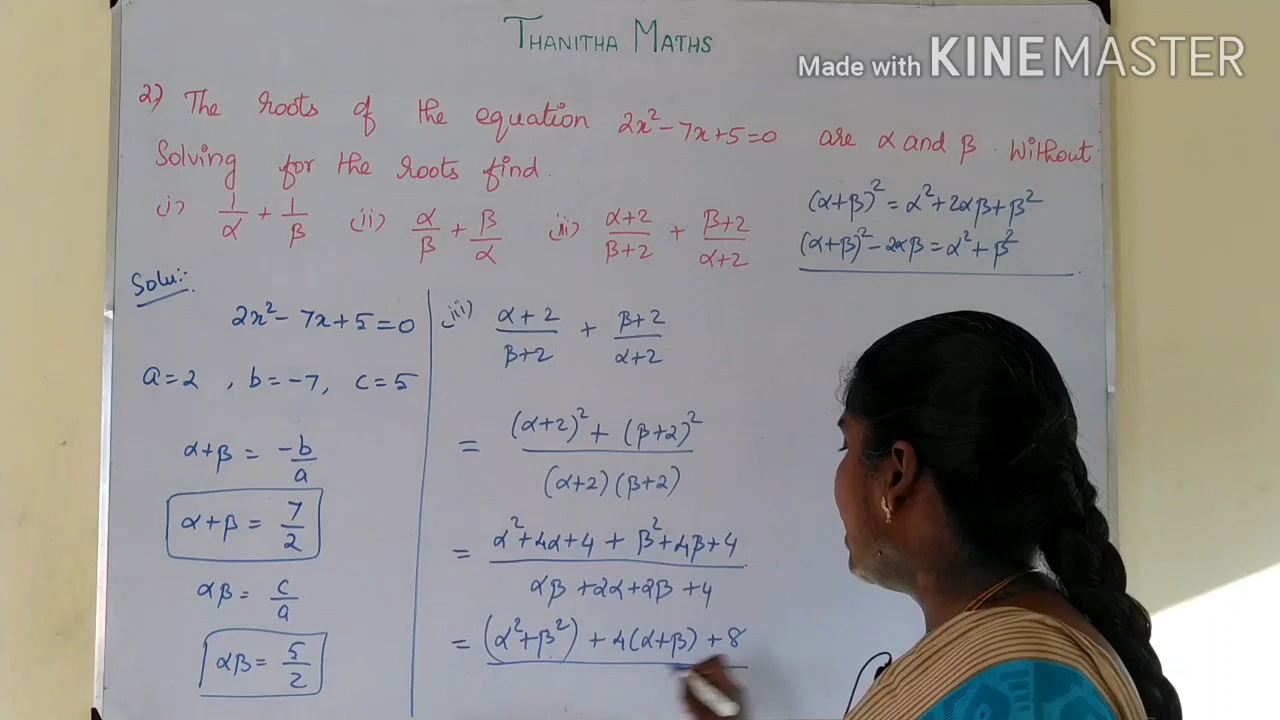 THANITHA MATHS
Made with KINEMASTER
2) The roots of the equation 2x² - 7x + 5 = 0 are α and β. Without
Solving for the roots find.
i) 1/α + 1/β ii) α/β + β/α iii) α+2/β+2 + β+2/α+2
(α+β)² = α² + 2αβ + β²
(α+β)² - 2αβ = α² + β²
Solu:
2x² - 7x + 5 = 0
a = 2, b = -7, c = 5
α+β = -b/a
α+β = 7/2
αβ = c/a
αβ = 5/2
iii) α+2/β+2 + β+2/α+2
= (α+2)² + (β+2)² / (α+2)(β+2)
= α² + 4α + 4 + β² + 4β + 4 / αβ + 2α + 2β + 4
= (α² + β²) + 4(α+β) + 8